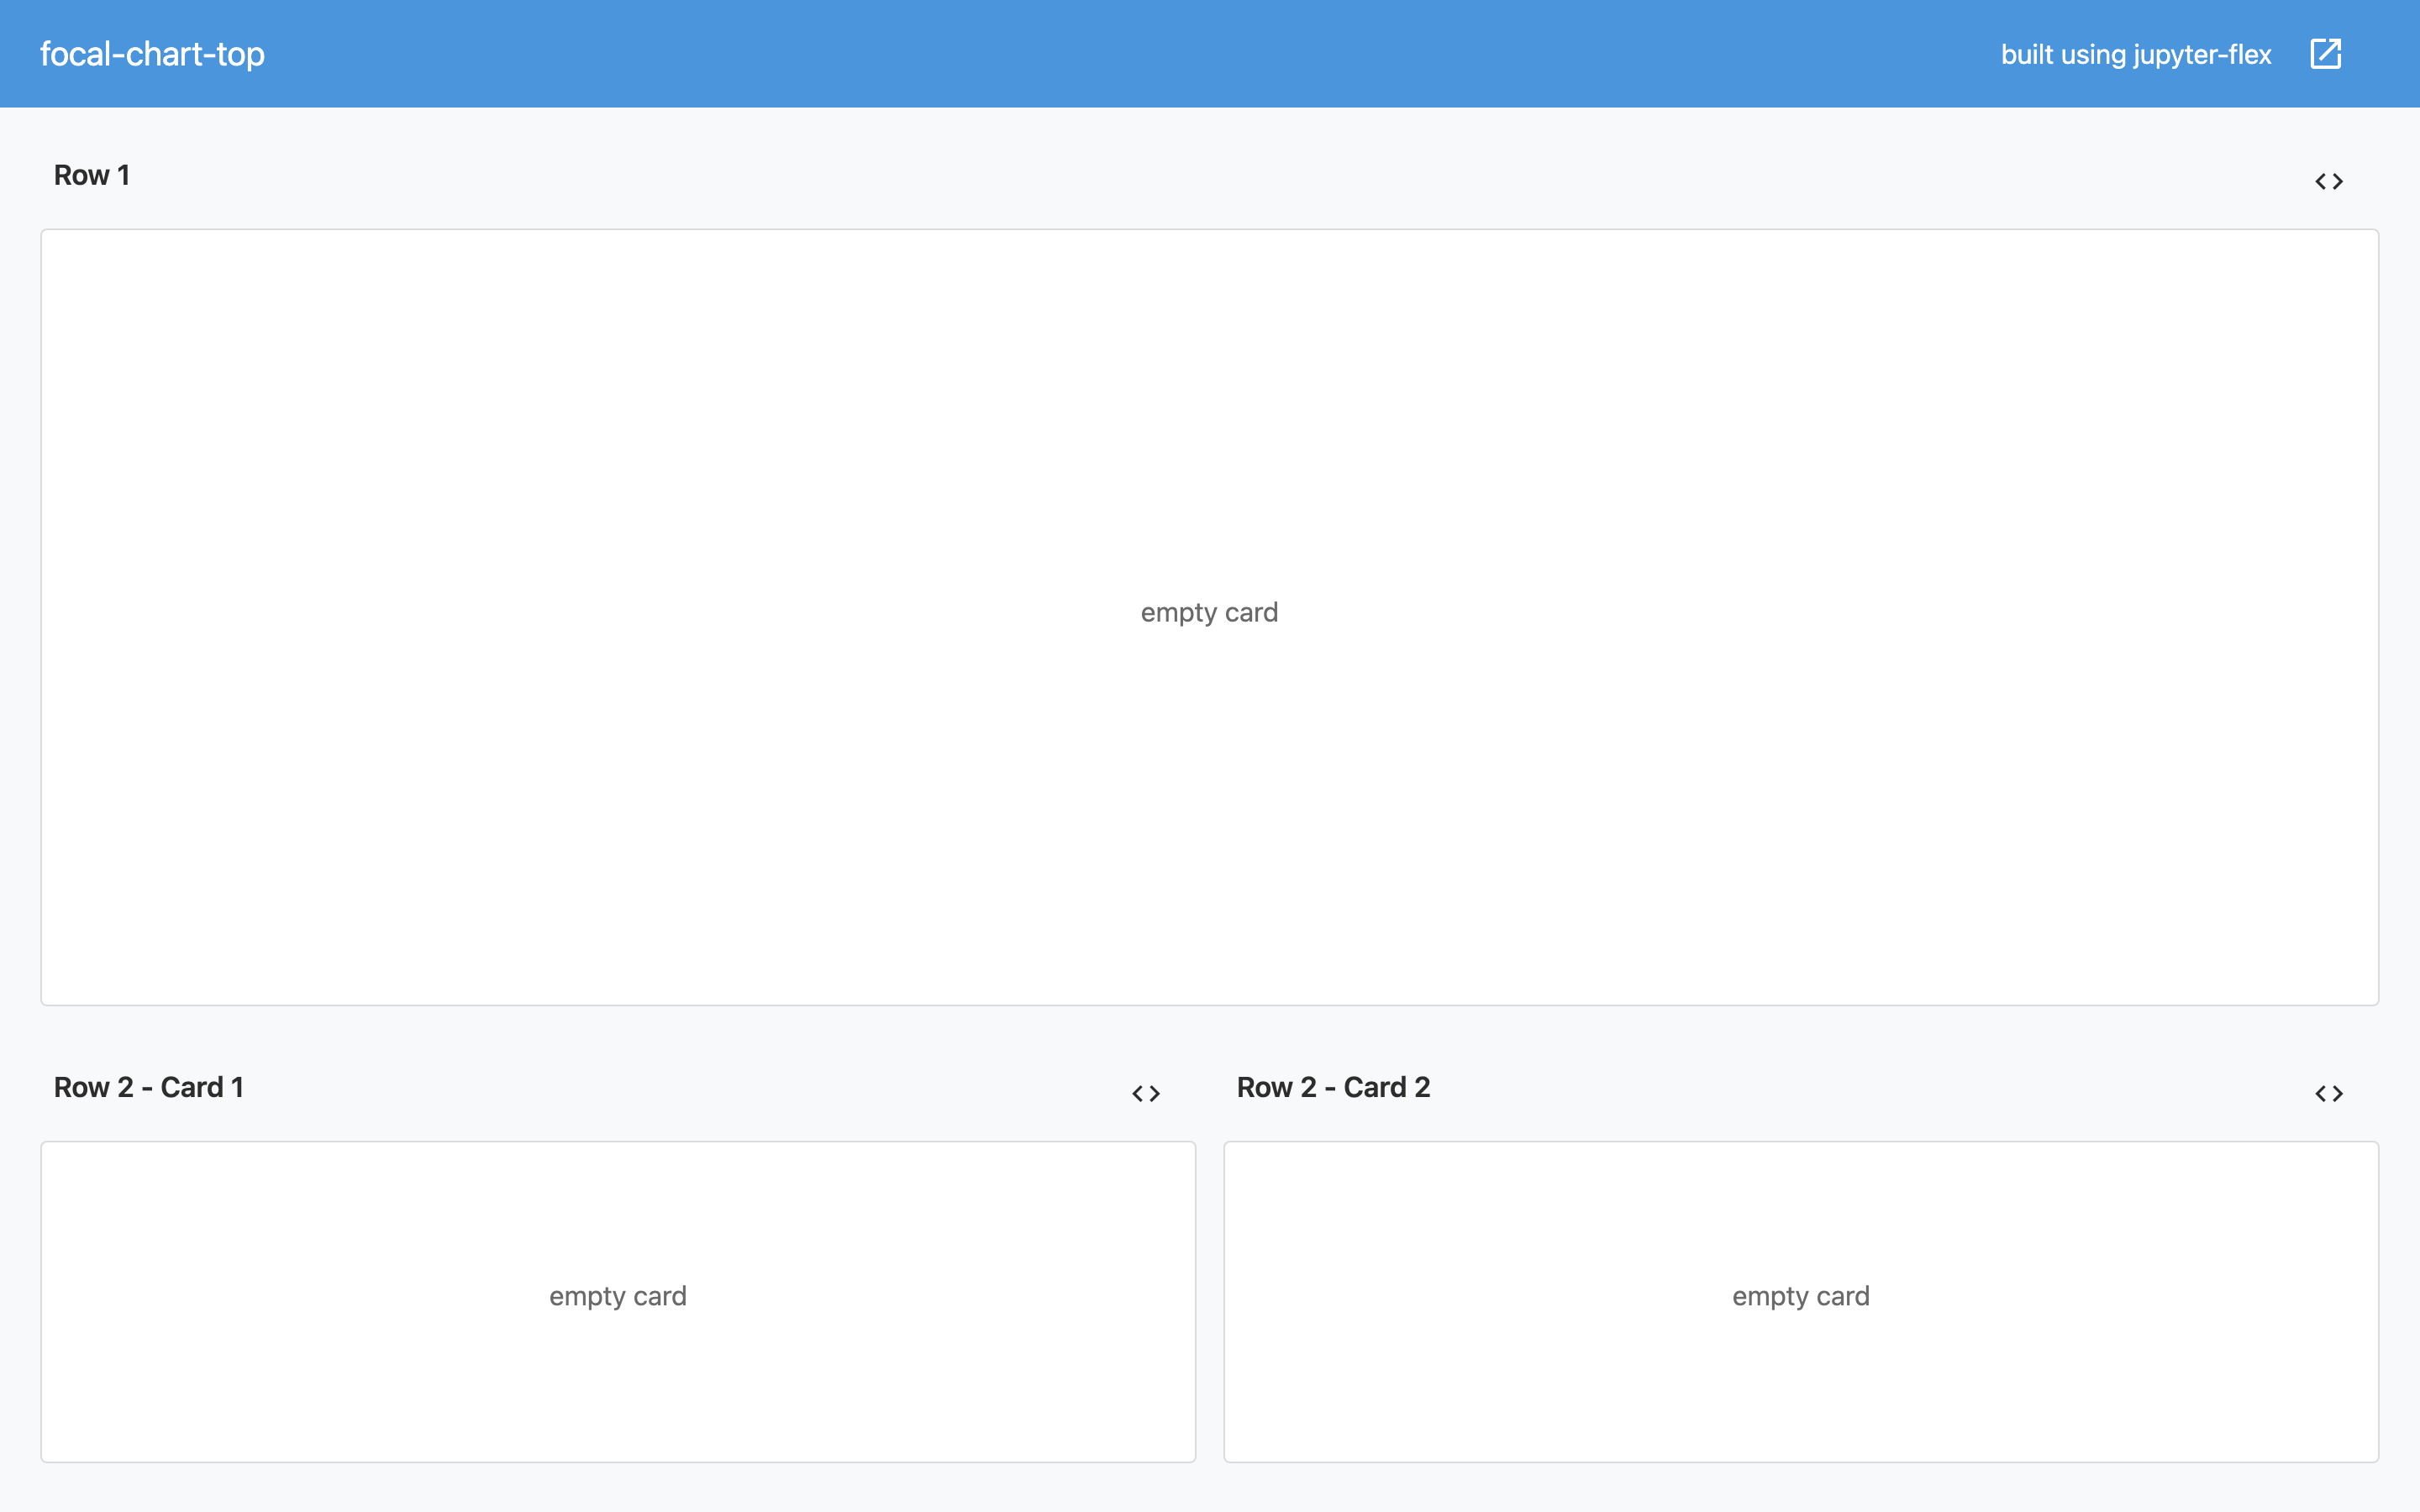 focal-chart-top
built using jupyter-flex
Row 1
empty card
Row 2 - Card 1
Row 2 - Card 2
empty card
empty card